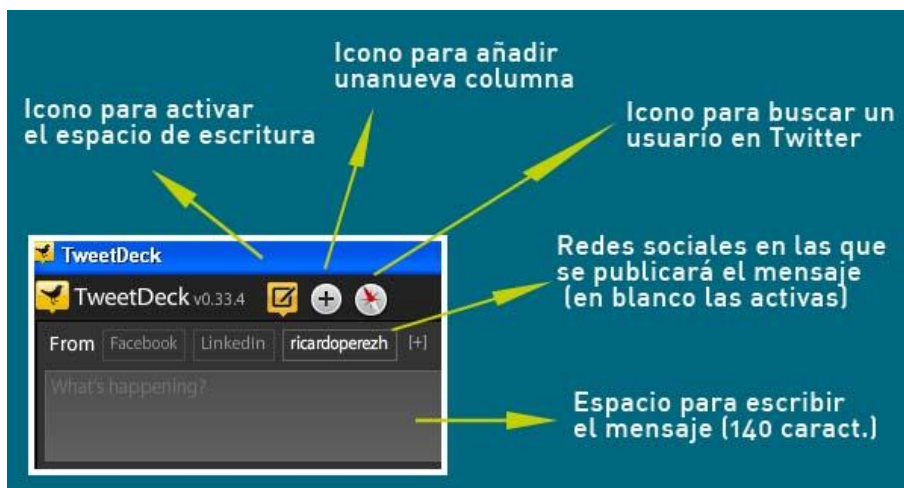 Icono para añadir
unanueva columna
Icono para activar
el espacio de escritura
Icono para buscar un
usuario en Twitter
TweetDeck
TweetDeck v0.33.4
From Facebook LinkedIn ricardoperezh [+]
What's happening?
Redes sociales en las que
se publicará el mensaje
(en blanco las activas)
Espacio para escribir
el mensaje (140 caract.)